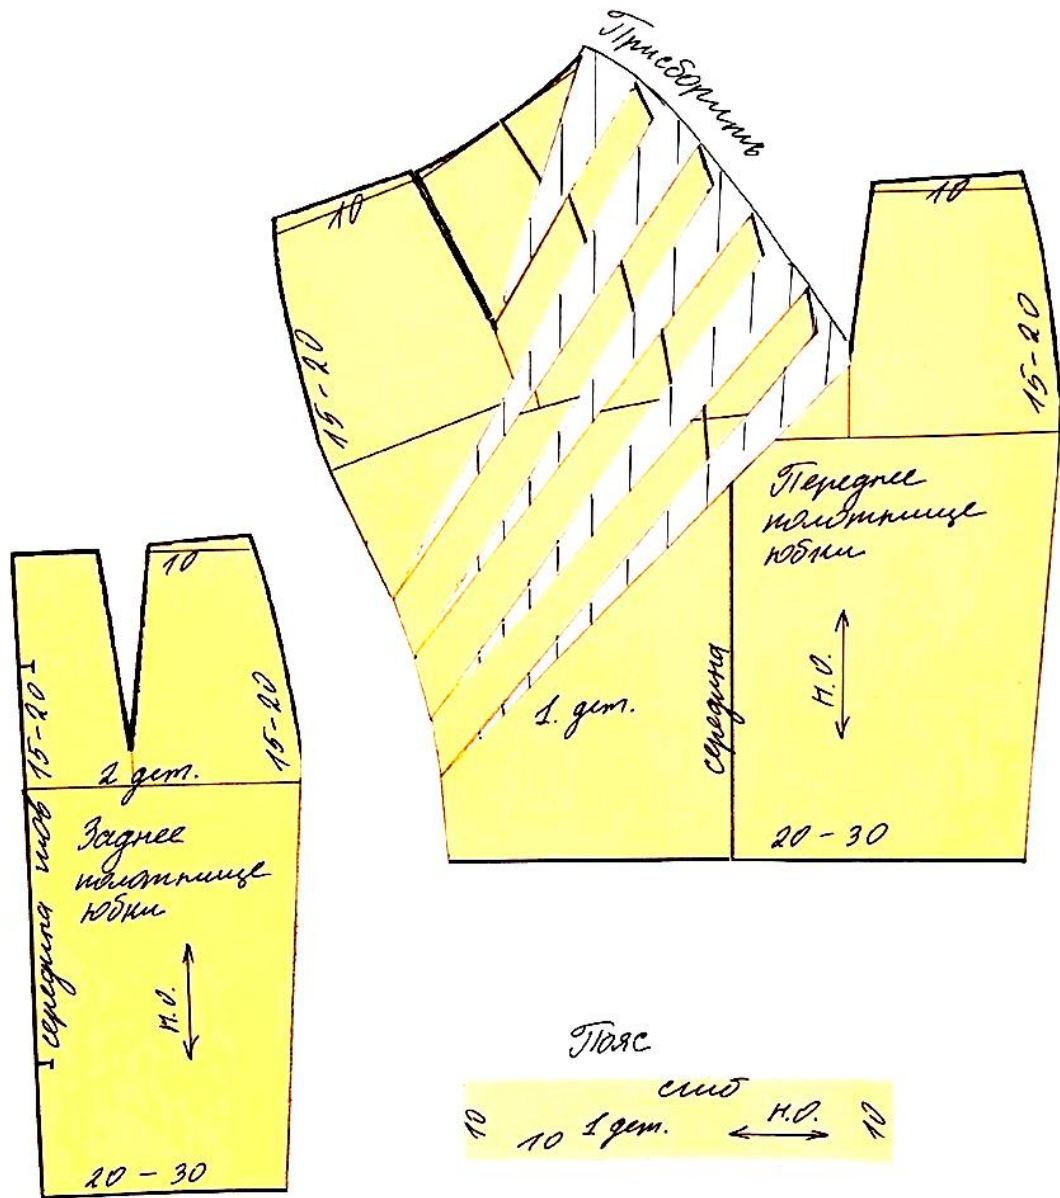 Присборить
10
10
15-20
15-20
Переднее
полотнище
юбки
Н.О.
середина
1. дет.
20-30
10
15-20
15-20
2 дет.
Заднее
полотнище
юбки
середина шов
Н.О.
20-30
Пояс
сгиб
10
10
1 дет.
Н.О.
10